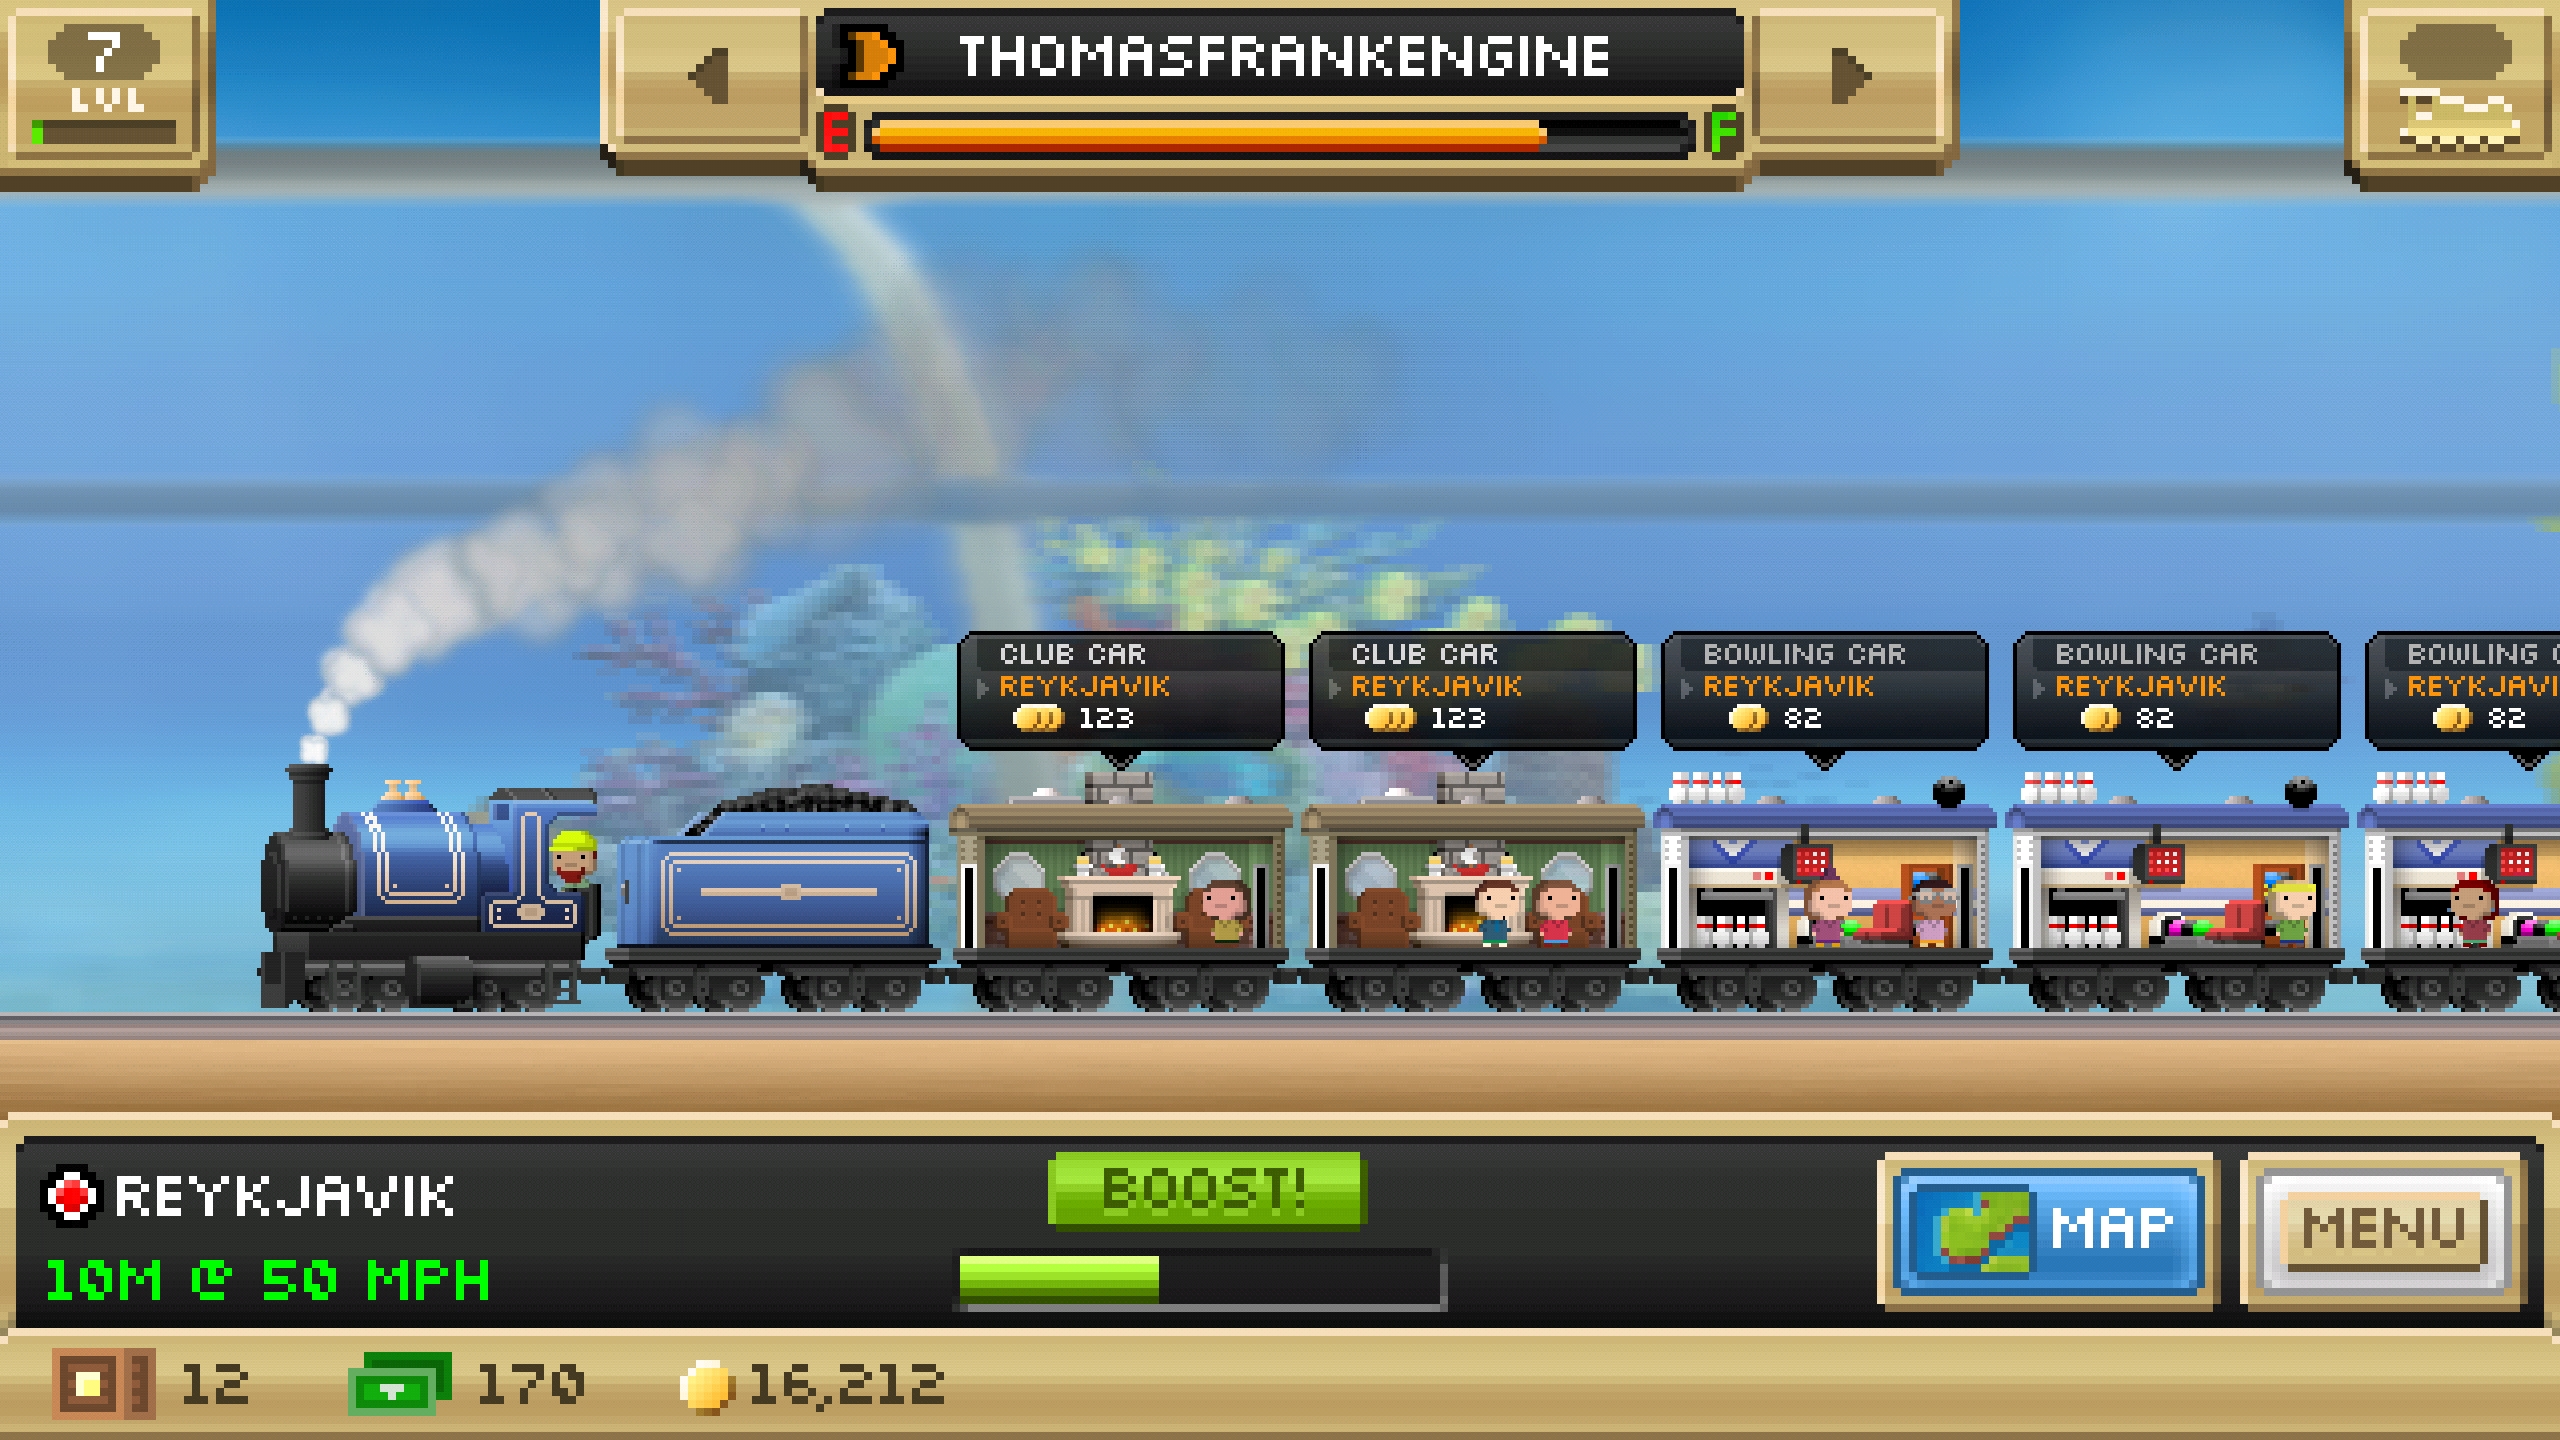 7
LVL
THOMASFRANKENGINE
E F
CLUB CAR
REYKJAVIK
123
CLUB CAR
REYKJAVIK
123
BOWLING CAR
REYKJAVIK
82
BOWLING CAR
REYKJAVIK
82
BOWLING
82
REYKJAVIK
10M @ 50 MPH
BOOST!
MAP
MENU
12
170
16,212